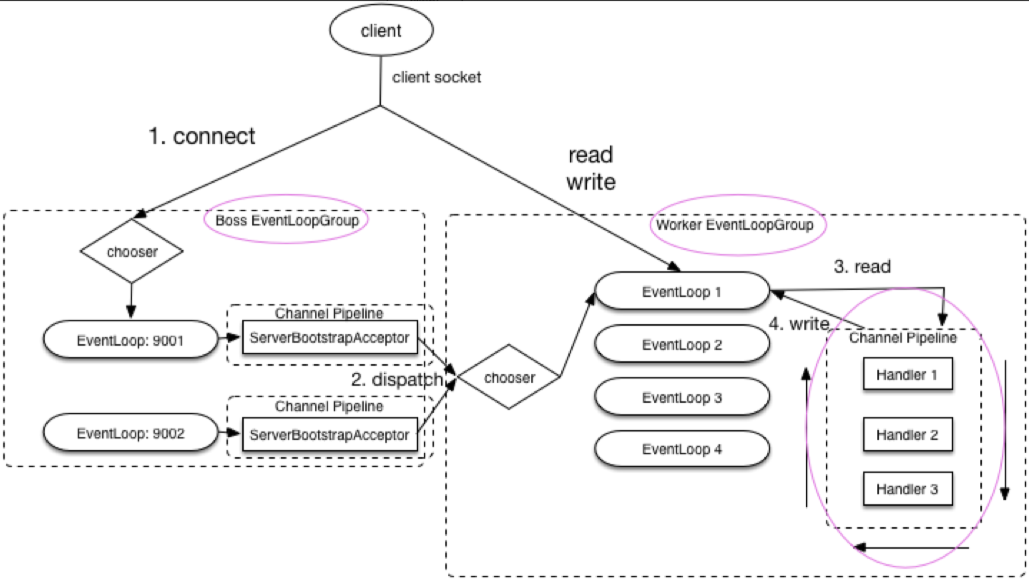 client
client socket
1. connect
read
write
Boss EventLoopGroup
Worker EventLoopGroup
chooser
EventLoop: 9001
Channel Pipeline
ServerBootstrapAcceptor
2. dispatch
EventLoop: 9002
Channel Pipeline
ServerBootstrapAcceptor
chooser
EventLoop 1
EventLoop 2
EventLoop 3
EventLoop 4
3. read
4. write
Channel Pipeline
Handler 1
Handler 2
Handler 3